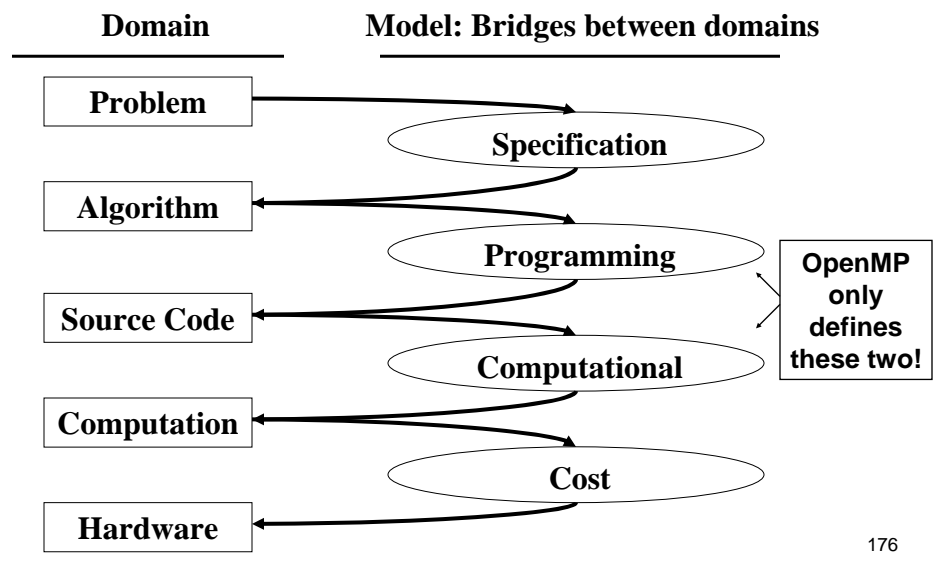 Domain
Model: Bridges between domains
Problem
Specification
Algorithm
Programming
OpenMP
only
defines
these two!
Source Code
Computational
Computation
Cost
Hardware
176